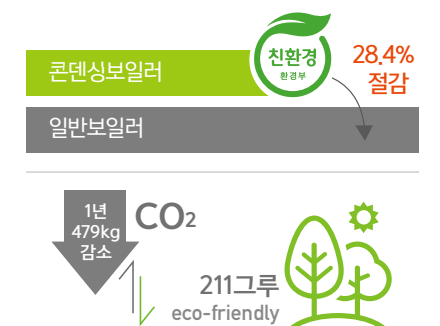 콘덴싱보일러
친환경
환경부
28.4%
절감
일반보일러
1년
479kg
감소
CO2
211그루
eco-friendly